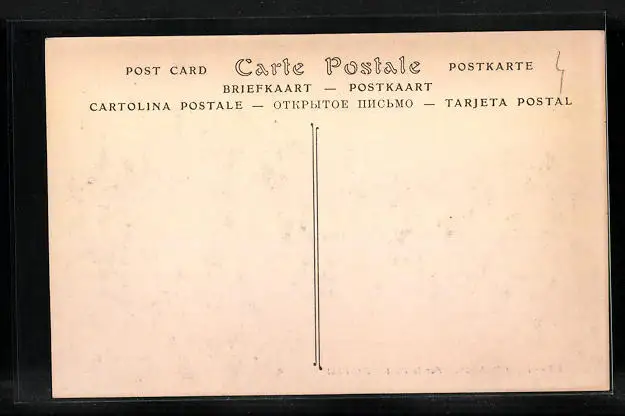 POST CARD Carte Postale POSTKARTE
BRIEFKAART — POSTKAART
CARTOLINA POSTALE — ОТКРЫТОЕ ПИСЬМО — TARJETA POSTAL